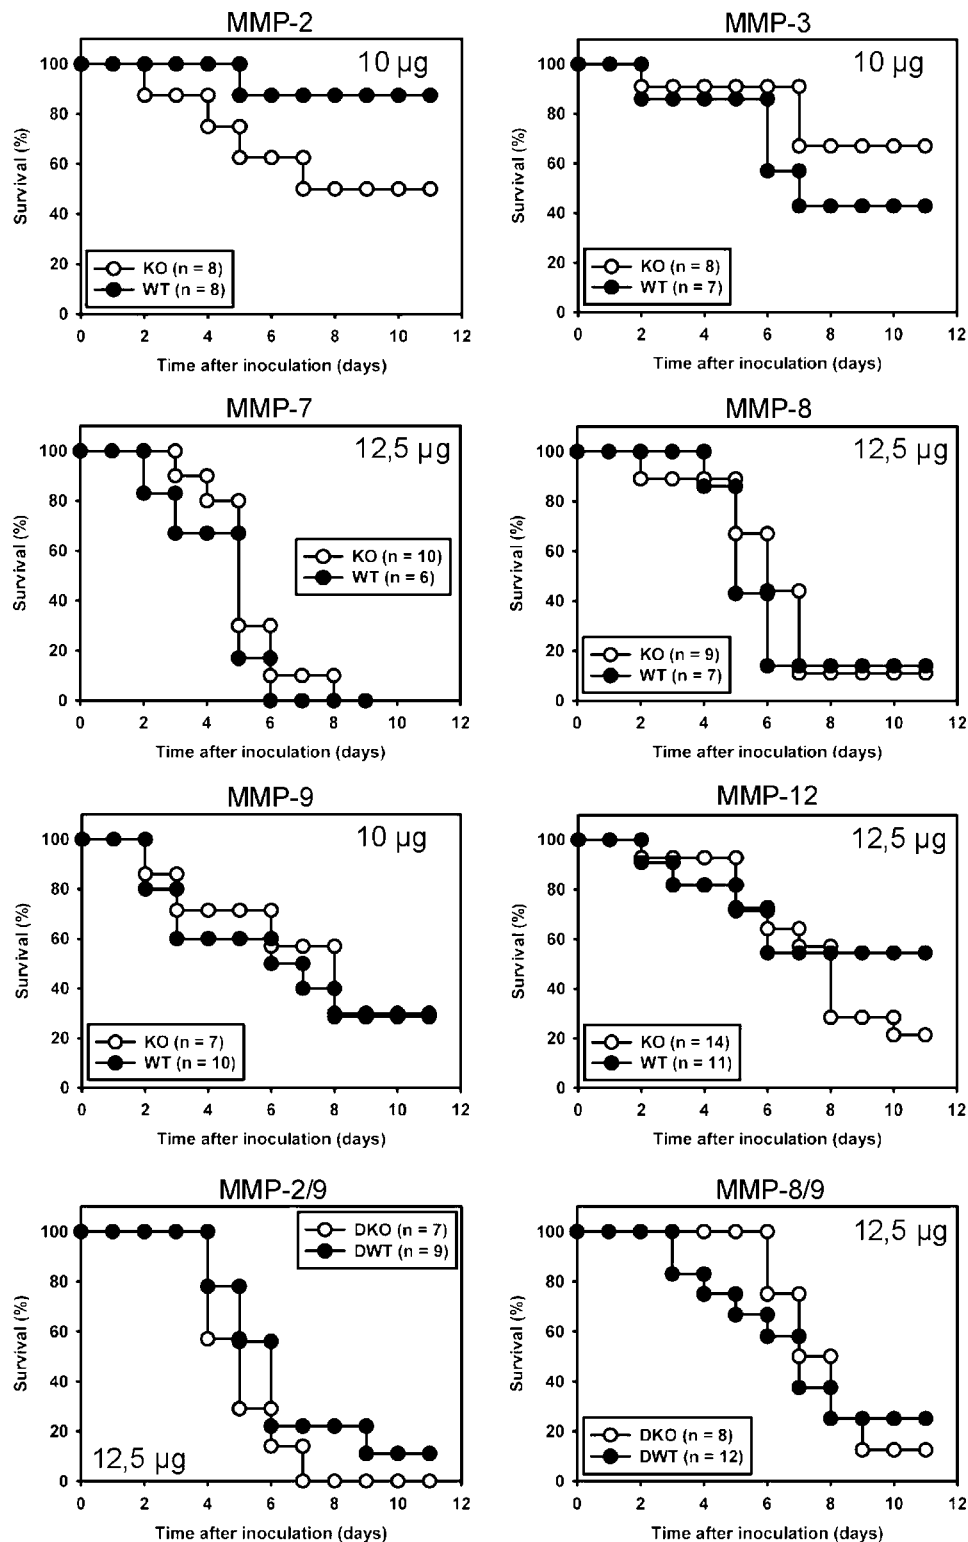 MMP-2
10 µg
100
80
60
40
20
0
Survival (%)
KO (n = 8)
WT (n = 8)
0 2 4 6 8 10 12
Time after inoculation (days)
MMP-3
10 µg
100
80
60
40
20
0
Survival (%)
KO (n = 8)
WT (n = 7)
0 2 4 6 8 10 12
Time after inoculation (days)
MMP-7
12,5 µg
100
80
60
40
20
0
Survival (%)
KO (n = 10)
WT (n = 6)
0 2 4 6 8 10 12
Time after inoculation (days)
MMP-8
12,5 µg
100
80
60
40
20
0
Survival (%)
KO (n = 9)
WT (n = 7)
0 2 4 6 8 10 12
Time after inoculation (days)
MMP-9
10 µg
100
80
60
40
20
0
Survival (%)
KO (n = 7)
WT (n = 10)
0 2 4 6 8 10 12
Time after inoculation (days)
MMP-12
12,5 µg
100
80
60
40
20
0
Survival (%)
KO (n = 14)
WT (n = 11)
0 2 4 6 8 10 12
Time after inoculation (days)
MMP-2/9
DKO (n = 7)
DWT (n = 9)
100
80
60
40
20
0
Survival (%)
12,5 µg
0 2 4 6 8 10 12
Time after inoculation (days)
MMP-8/9
12,5 µg
100
80
60
40
20
0
Survival (%)
DKO (n = 8)
DWT (n = 12)
0 2 4 6 8 10 12
Time after inoculation (days)